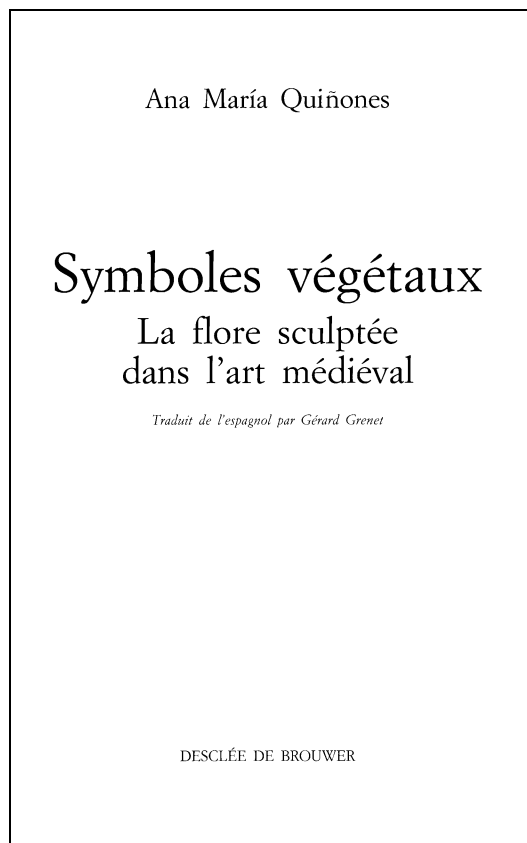 Ana María Quiñones
Symboles végétaux
La flore sculptée
dans l'art médiéval
Traduit de l'espagnol par Gérard Grenet
DESCLÉE DE BROUWER